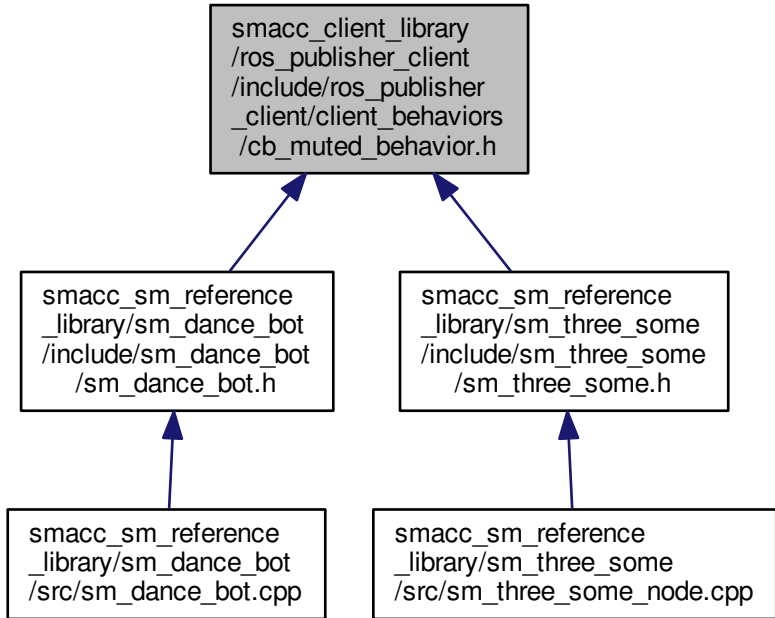 smacc_client_library
/ros_publisher_client
/include/ros_publisher
_client/client_behaviors
/cb_muted_behavior.h
smacc_sm_reference
_library/sm_dance_bot
/include/sm_dance_bot
/sm_dance_bot.h
smacc_sm_reference
_library/sm_three_some
/include/sm_three_some
/sm_three_some.h
smacc_sm_reference
_library/sm_dance_bot
/src/sm_dance_bot.cpp
smacc_sm_reference
_library/sm_three_some
/src/sm_three_some_node.cpp